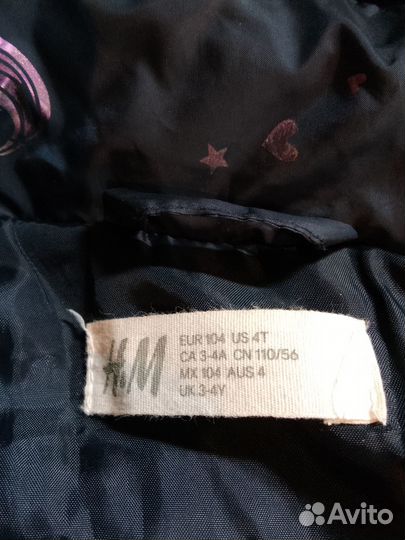 H&M
EUR 104 US 4T
CA 3-4A CN 110/56
MX 104 AUS 4
UK 3-4Y
Avito